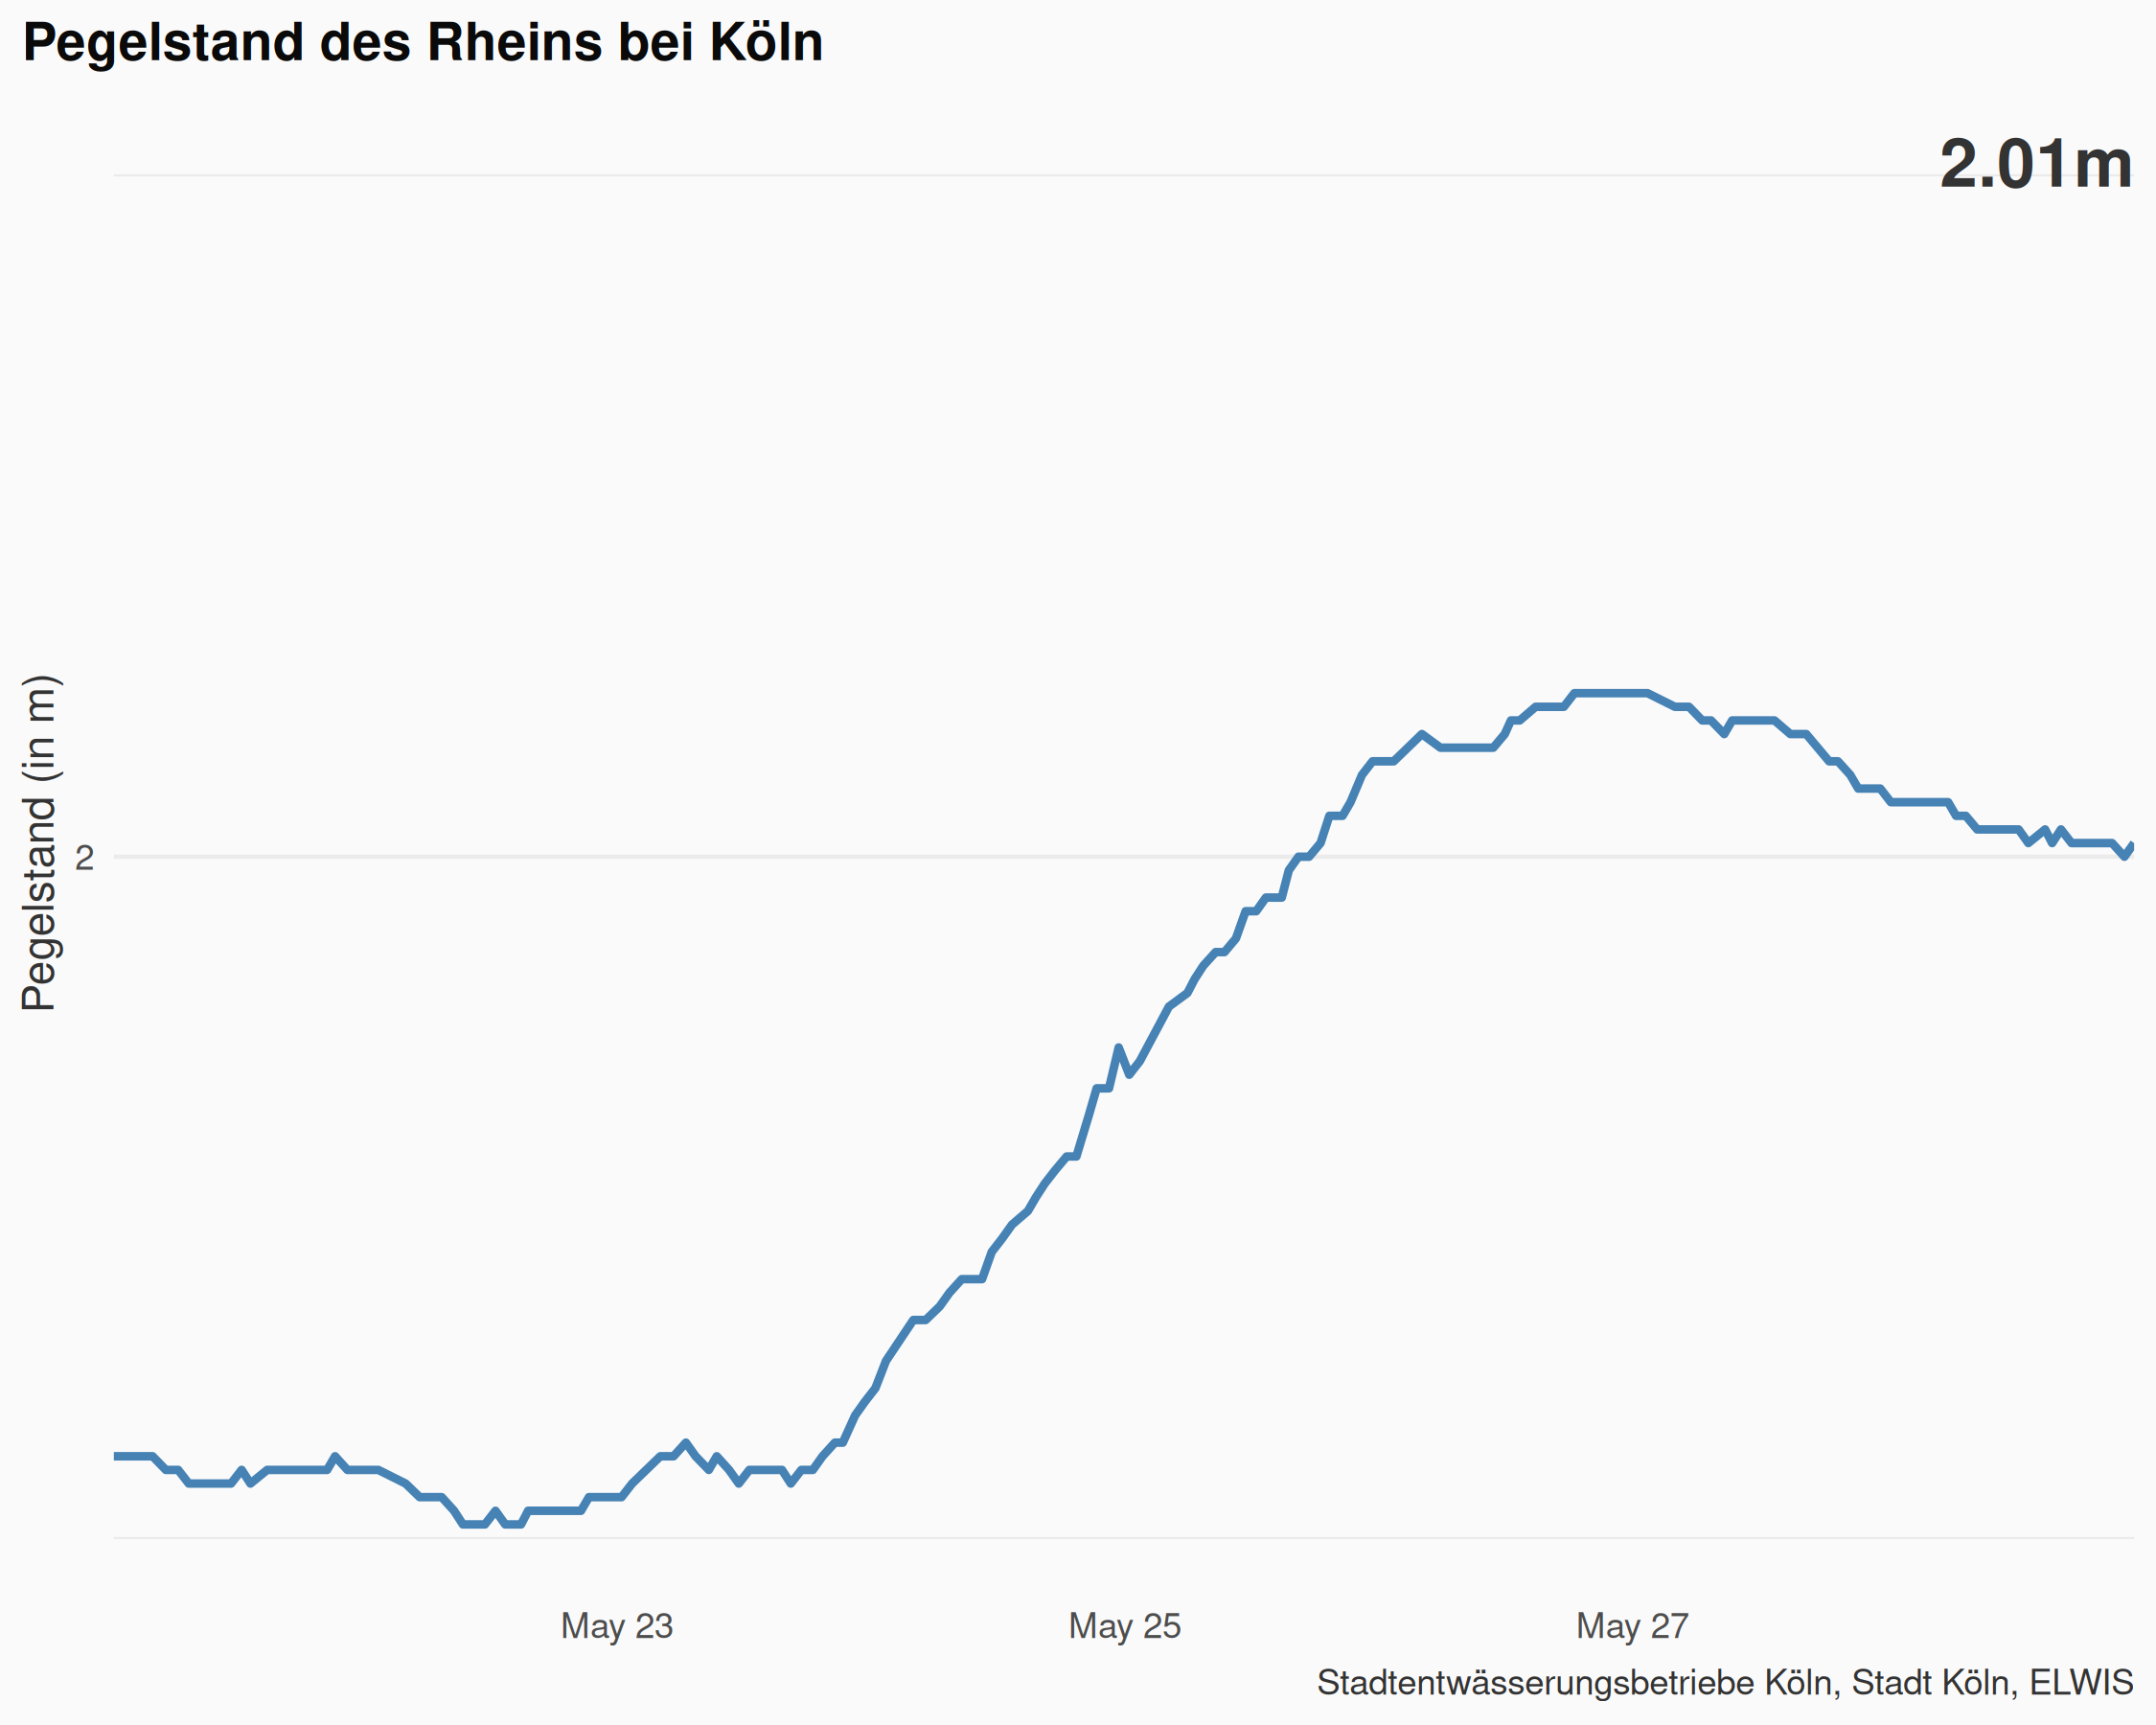 Pegelstand des Rheins bei Köln
2.01m
Pegelstand (in m)
2
May 23
May 25
May 27
Stadtentwässerungsbetriebe Köln, Stadt Köln, ELWIS